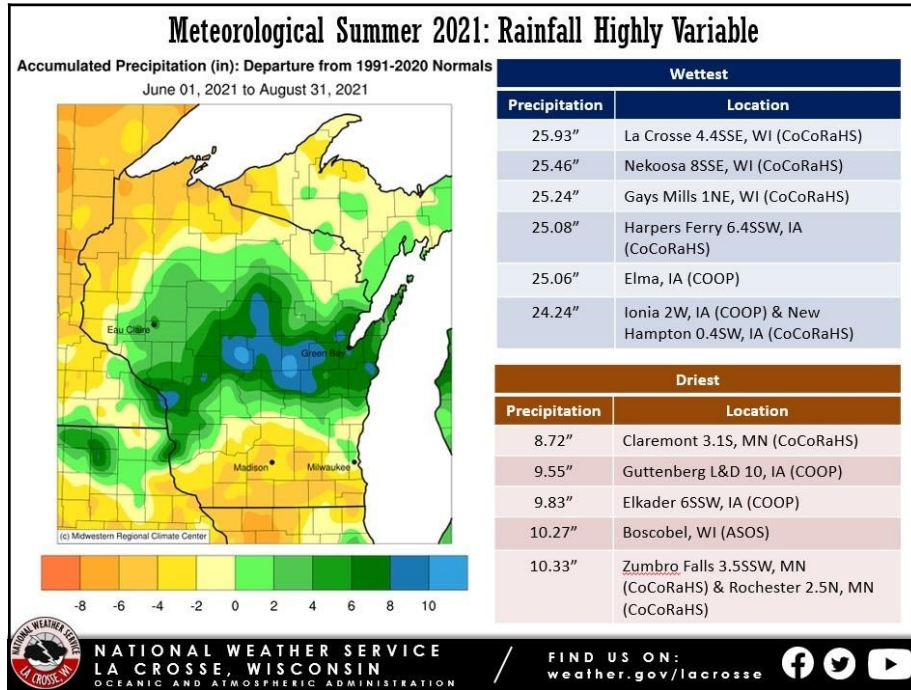 Meteorological Summer 2021: Rainfall Highly Variable
Accumulated Precipitation (in): Departure from 1991-2020 Normals
June 01, 2021 to August 31, 2021
Eau Claire
Green Bay
Madison
Milwaukee
(c) Midwestern Regional Climate Center
-8 -6 -4 -2 0 2 4 6 8 10
Wettest
Precipitation Location
25.93” La Crosse 4.4SSE, WI (CoCoRaHS)
25.46” Nekoosa 8SSE, WI (CoCoRaHS)
25.24” Gays Mills 1NE, WI (CoCoRaHS)
25.08” Harpers Ferry 6.4SSW, IA
(CoCoRaHS)
25.06” Elma, IA (COOP)
24.24” Ionia 2W, IA (COOP) & New
Hampton 0.4SW, IA (CoCoRaHS)
Driest
Precipitation Location
8.72” Claremont 3.1S, MN (CoCoRaHS)
9.55” Guttenberg L&D 10, IA (COOP)
9.83” Elkader 6SSW, IA (COOP)
10.27” Boscobel, WI (ASOS)
10.33” Zumbro Falls 3.5SSW, MN
(CoCoRaHS) & Rochester 2.5N, MN
(CoCoRaHS)
NATIONAL WEATHER SERVICE
LA CROSSE, WI
NATIONAL WEATHER SERVICE
LA CROSSE, WISCONSIN
OCEANIC AND ATMOSPHERIC ADMINISTRATION
FIND US ON:
weather.gov/lacrosse